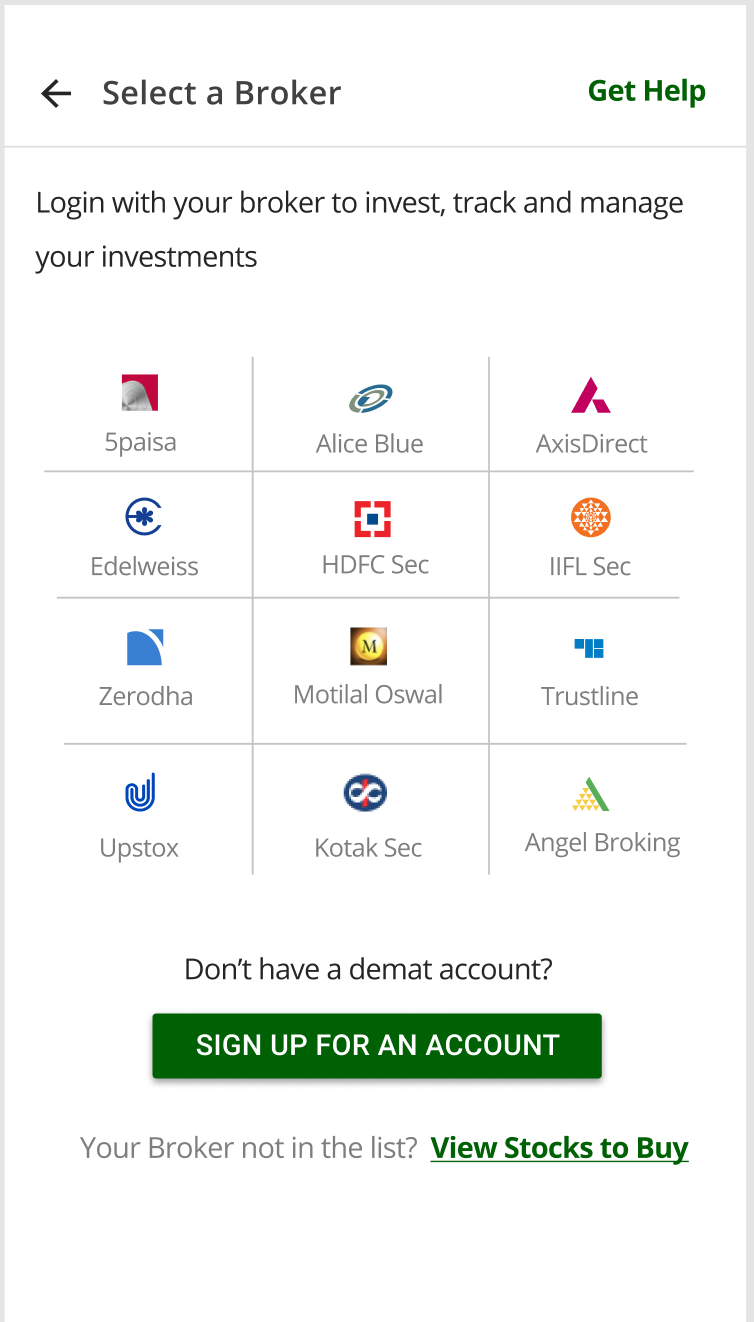 Select a Broker
Get Help
Login with your broker to invest, track and manage
your investments
5paisa
Alice Blue
AxisDirect
Edelweiss
HDFC Sec
IIFL Sec
Zerodha
M
Motilal Oswal
Trustline
Upstox
Kotak Sec
Angel Broking
Don’t have a demat account?
SIGN UP FOR AN ACCOUNT
Your Broker not in the list? View Stocks to Buy